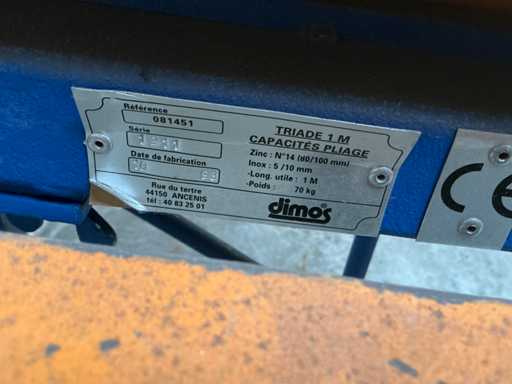 Référence
081451
Série
Date de fabrication
Rue du tertre
44150 ANCENIS
tél : 40 83 25 01
TRIADE 1 M
CAPACITÉS PLIAGE
Zinc : N°14 (80/100 mm)
Inox : 5/10 mm
-Long. utile : 1 M
-Poids : 70 kg
dimos
CE